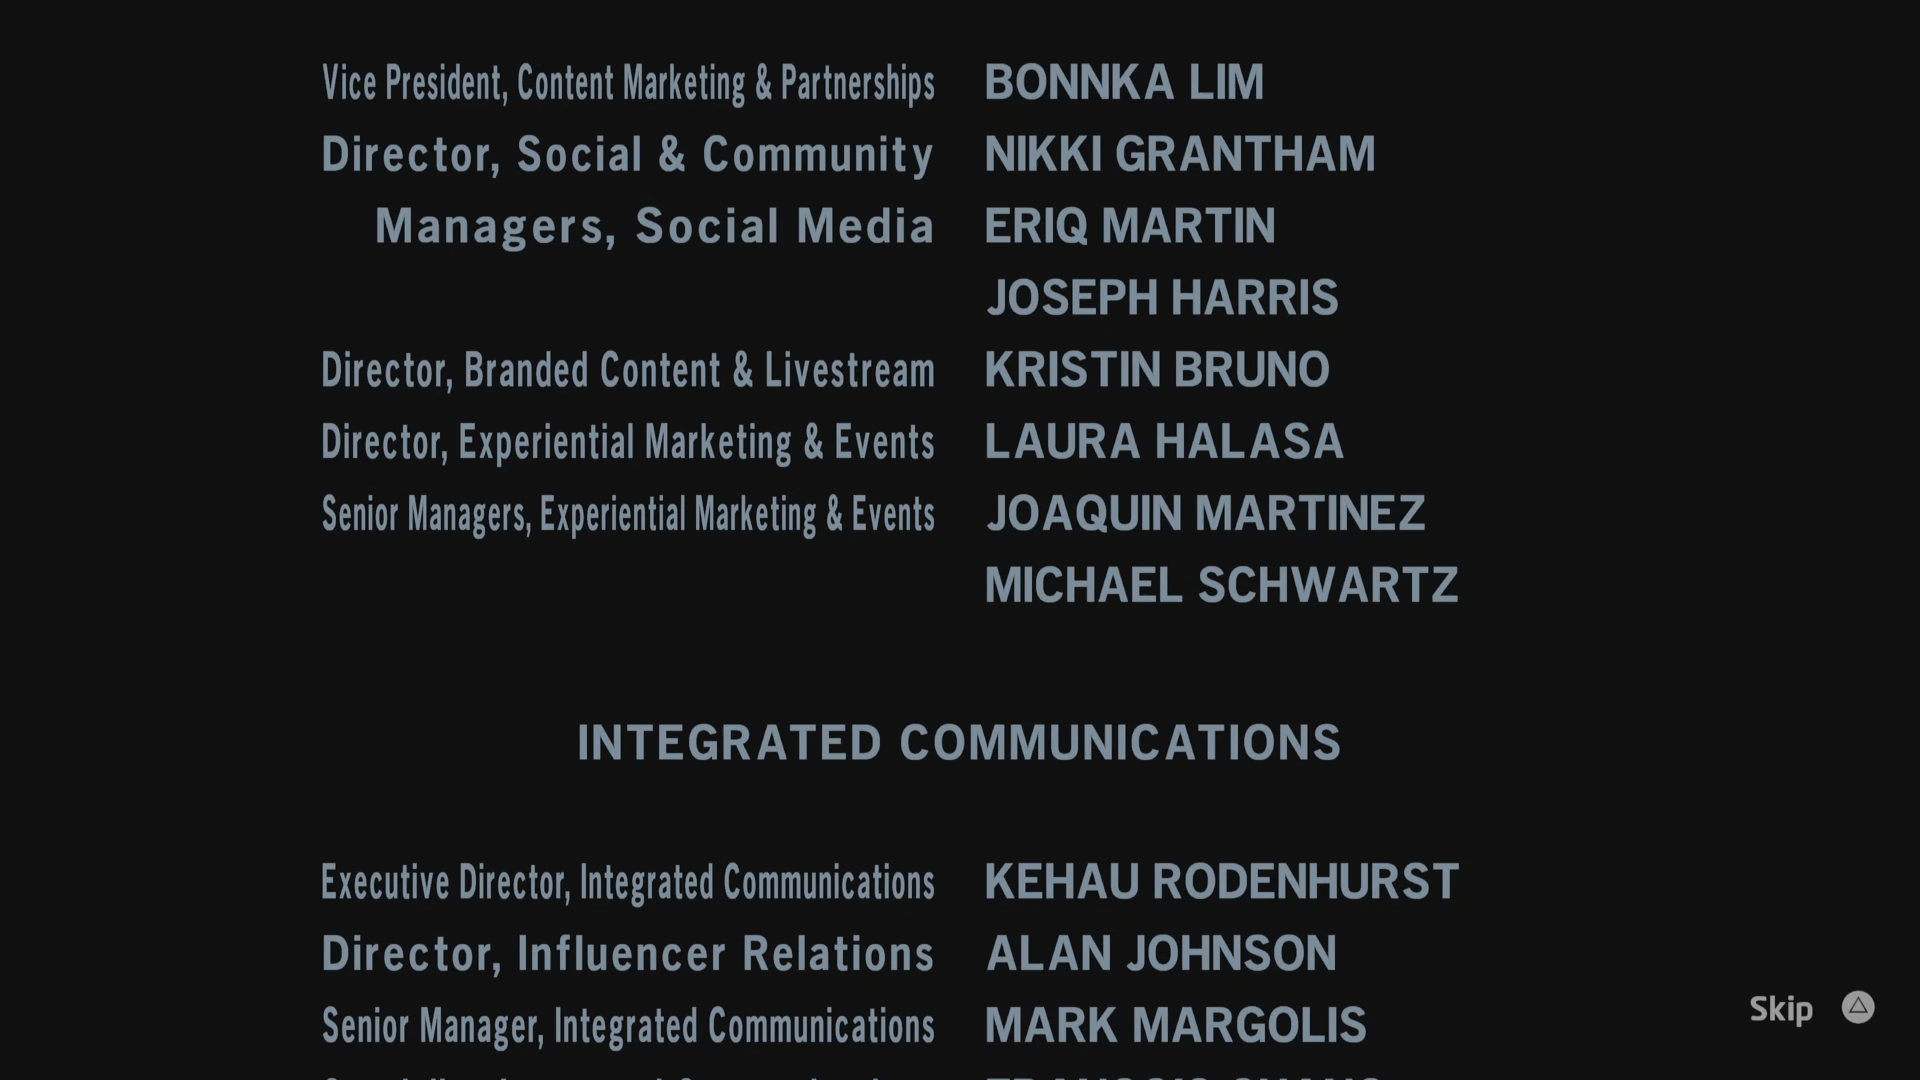 Vice President, Content Marketing & Partnerships BONNKA LIM
Director, Social & Community NIKKI GRANTHAM
Managers, Social Media ERIQ MARTIN
JOSEPH HARRIS
Director, Branded Content & Livestream KRISTIN BRUNO
Director, Experiential Marketing & Events LAURA HALASA
Senior Managers, Experiential Marketing & Events JOAQUIN MARTINEZ
MICHAEL SCHWARTZ
INTEGRATED COMMUNICATIONS
Executive Director, Integrated Communications KEHAU RODENHURST
Director, Influencer Relations ALAN JOHNSON
Senior Manager, Integrated Communications MARK MARGOLIS
Skip